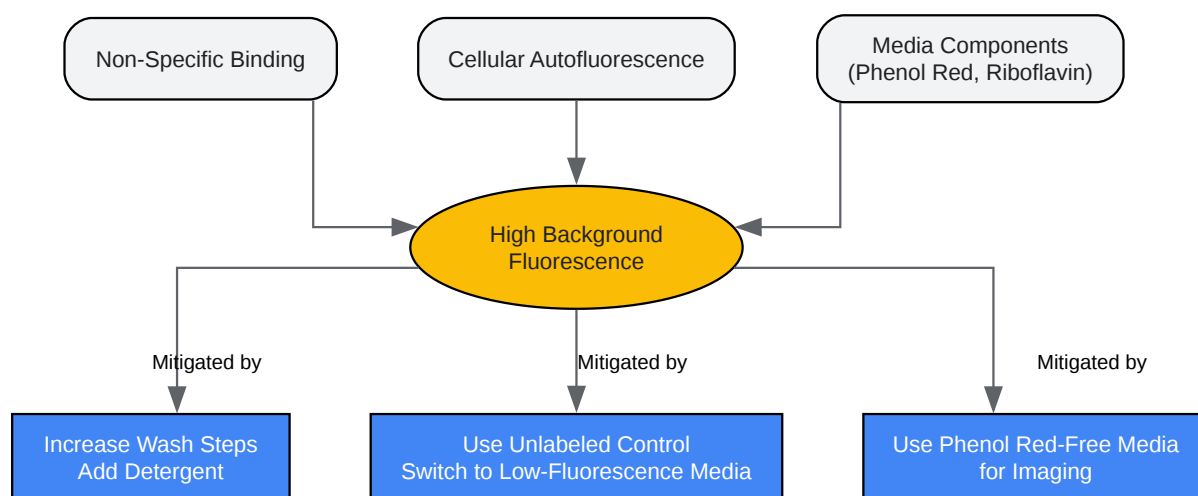 Non-Specific Binding
Cellular Autofluorescence
Media Components
(Phenol Red, Riboflavin)
High Background
Fluorescence
Mitigated by
Mitigated by
Mitigated by
Increase Wash Steps
Add Detergent
Use Unlabeled Control
Switch to Low-Fluorescence Media
Use Phenol Red-Free Media
for Imaging